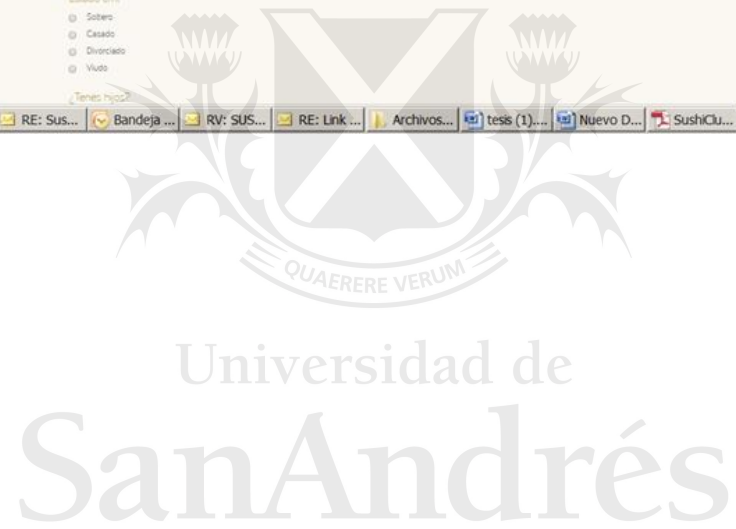 Soltero
Casado
Divorciado
Viudo
¿Tenes hijos?
RE: Sus... Bandeja ... RV: SUS... RE: Link ... Archivos... tesis (1).... Nuevo D... SushiClu...
QUAERERE VERUM
Universidad de
SanAndrés